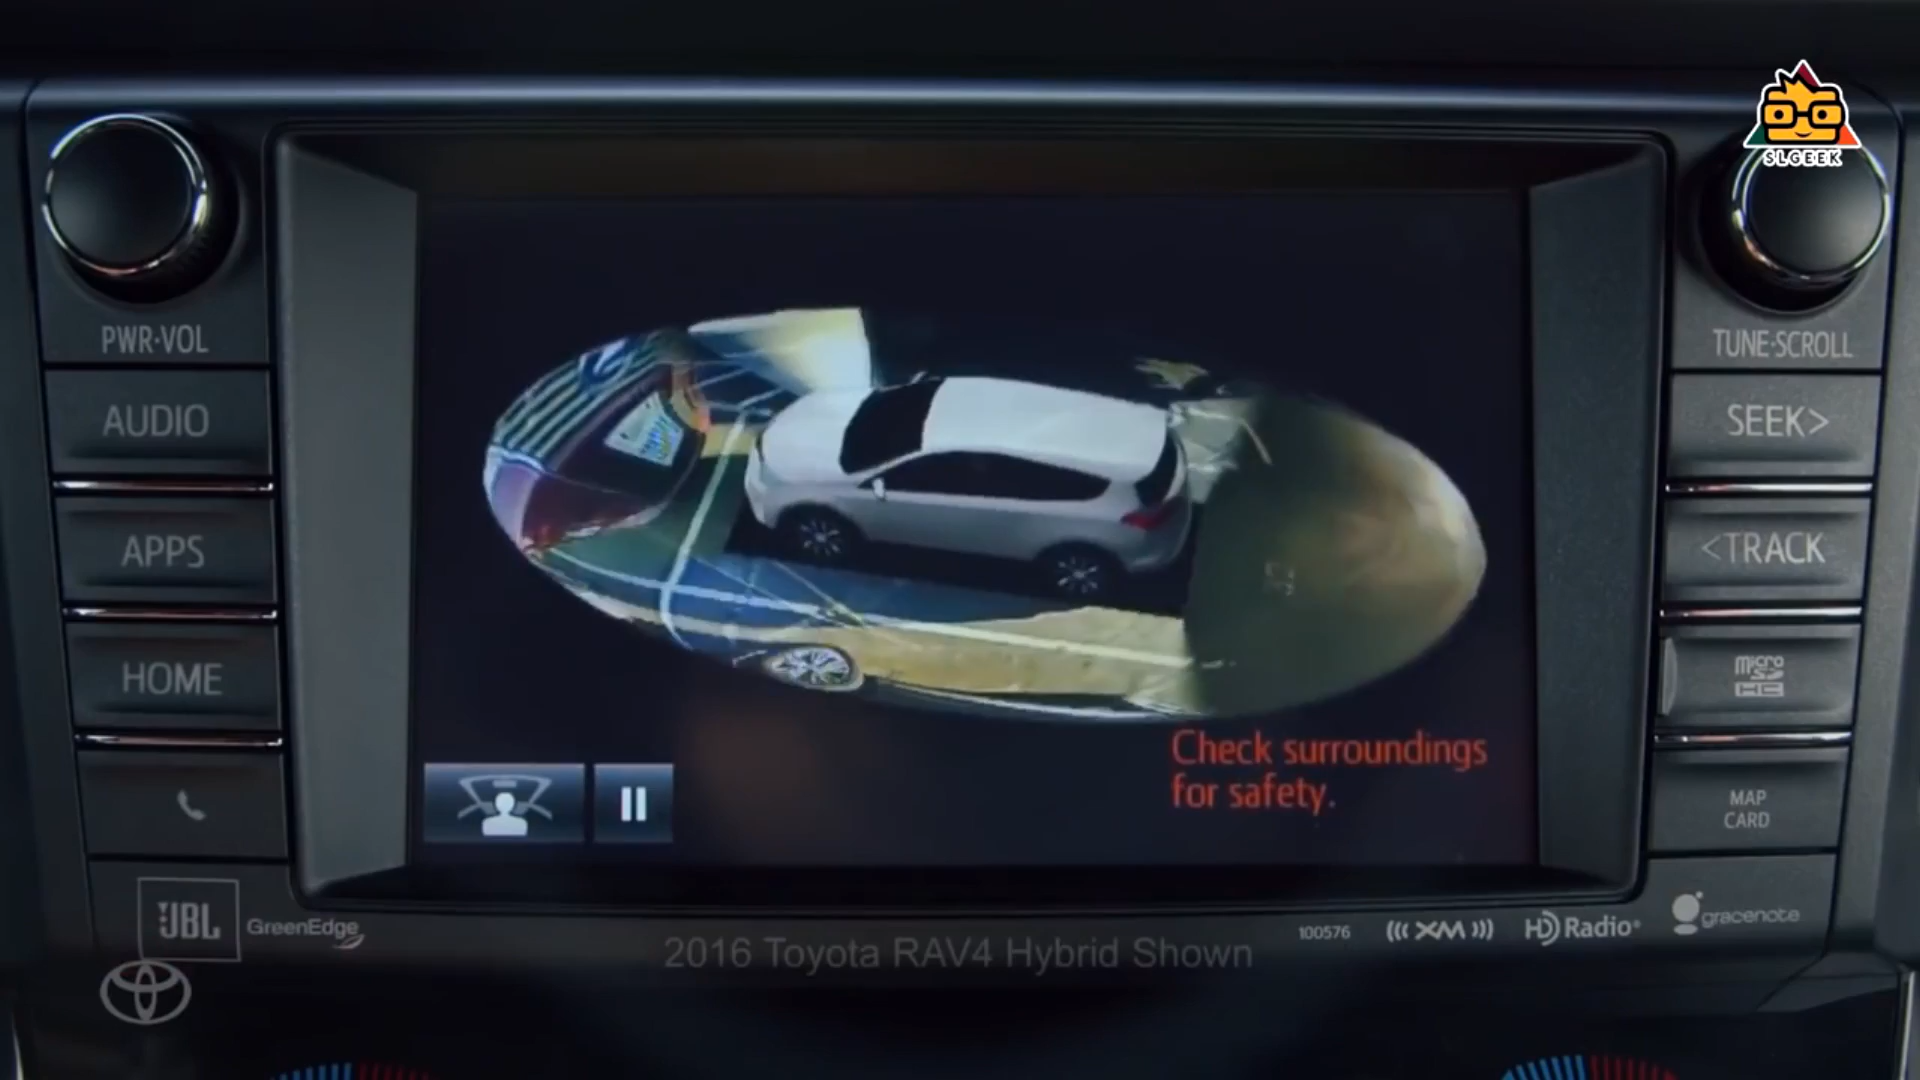 SLGEEK
PWR·VOL
TUNE·SCROLL
AUDIO
SEEK>
APPS
<TRACK
HOME
micro
SD
HC
Check surroundings
for safety.
MAP
CARD
JBL
GreenEdge
100576
XM
HD Radio
gracenote
2016 Toyota RAV4 Hybrid Shown